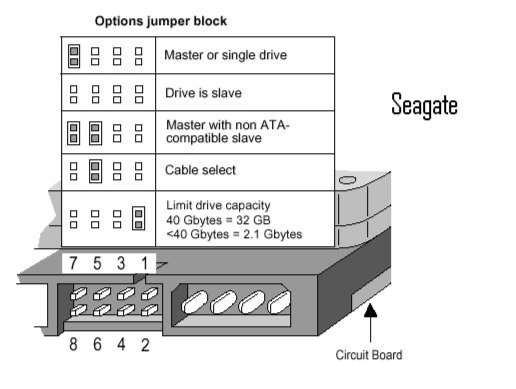 Options jumper block
Master or single drive
Drive is slave
Master with non ATA-
compatible slave
Cable select
Limit drive capacity
40 Gbytes = 32 GB
<40 Gbytes = 2.1 Gbytes
Seagate
7 5 3 1
8 6 4 2
Circuit Board